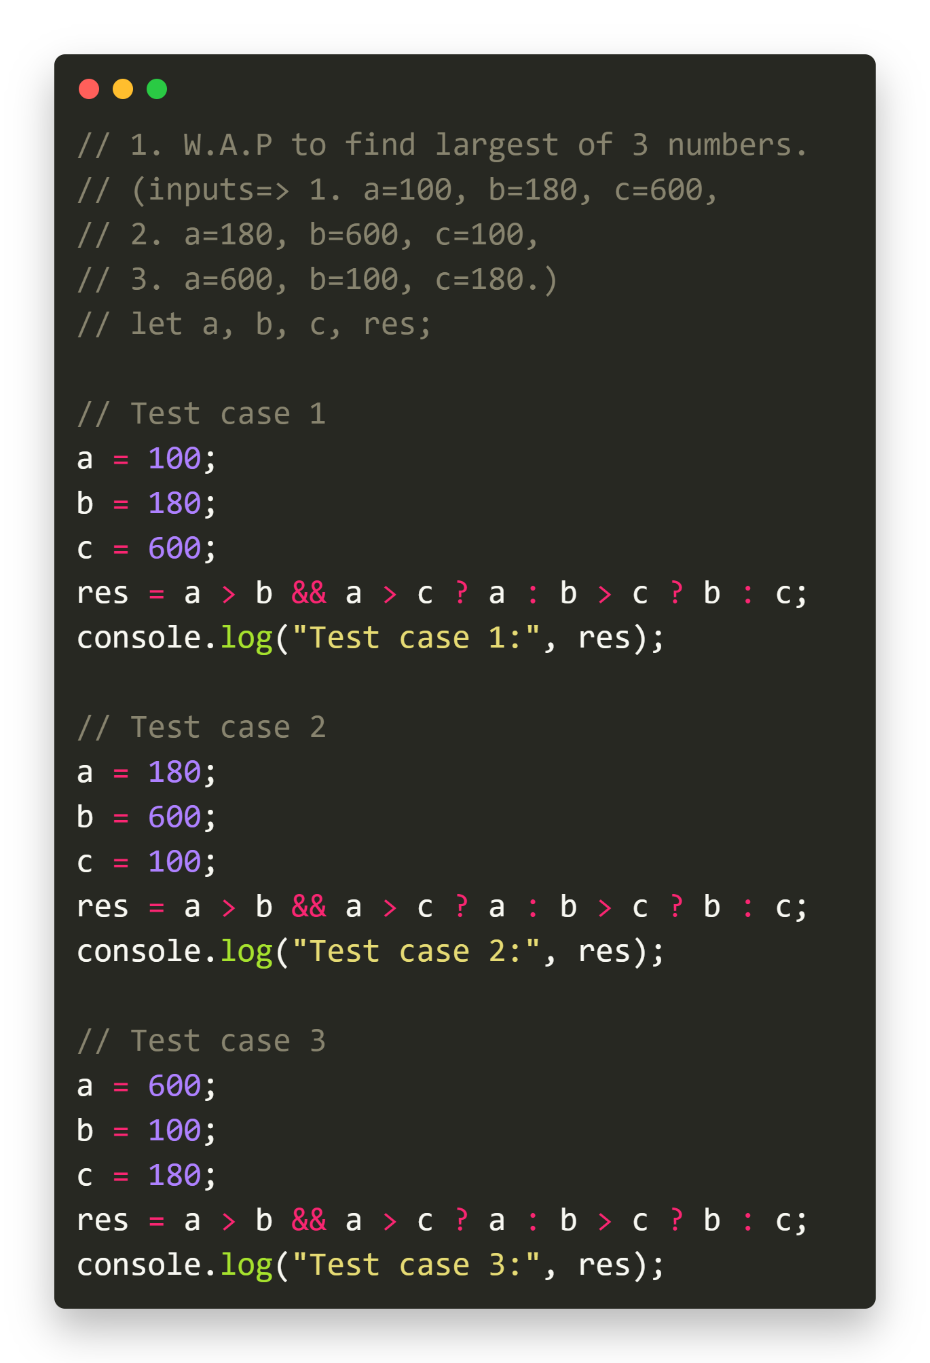 // 1. W.A.P to find largest of 3 numbers.
// (inputs=> 1. a=100, b=180, c=600,
// 2. a=180, b=600, c=100,
// 3. a=600, b=100, c=180.)
// let a, b, c, res;

// Test case 1
a = 100;
b = 180;
c = 600;
res = a > b && a > c ? a : b > c ? b : c;
console.log("Test case 1:", res);

// Test case 2
a = 180;
b = 600;
c = 100;
res = a > b && a > c ? a : b > c ? b : c;
console.log("Test case 2:", res);

// Test case 3
a = 600;
b = 100;
c = 180;
res = a > b && a > c ? a : b > c ? b : c;
console.log("Test case 3:", res);